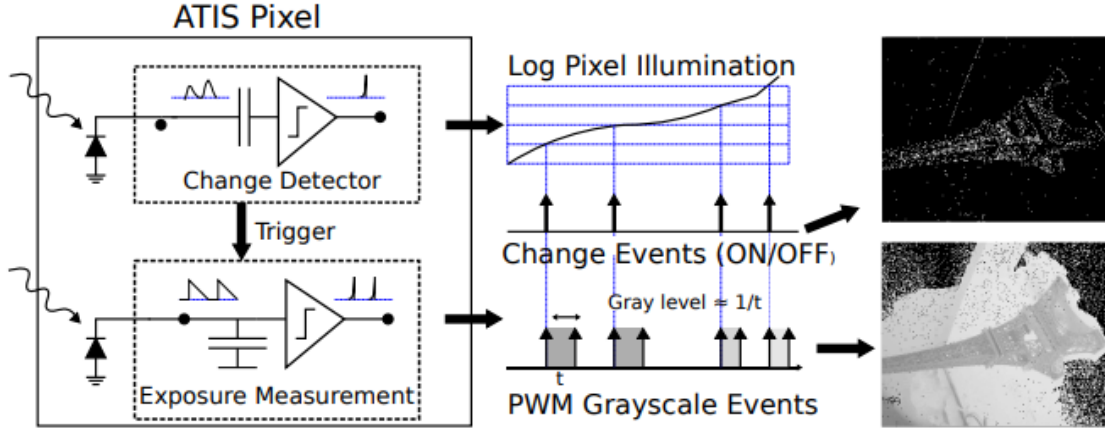 ATIS Pixel
Change Detector
Trigger
Exposure Measurement
Log Pixel Illumination
Change Events (ON/OFF)
Gray level ≈ 1/t
t
PWM Grayscale Events